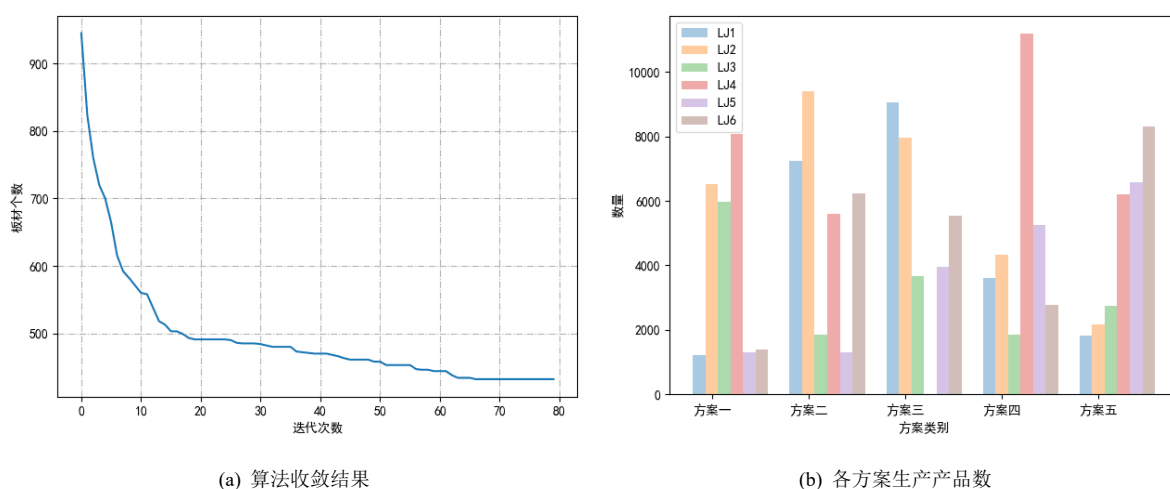 900
800
700
600
500
板材个数
0 10 20 30 40 50 60 70 80
迭代次数
(a) 算法收敛结果
LJ1
LJ2
LJ3
LJ4
LJ5
LJ6
10000
8000
6000
4000
2000
0
数量
方案一 方案二 方案三 方案四 方案五
方案类别
(b) 各方案生产产品数